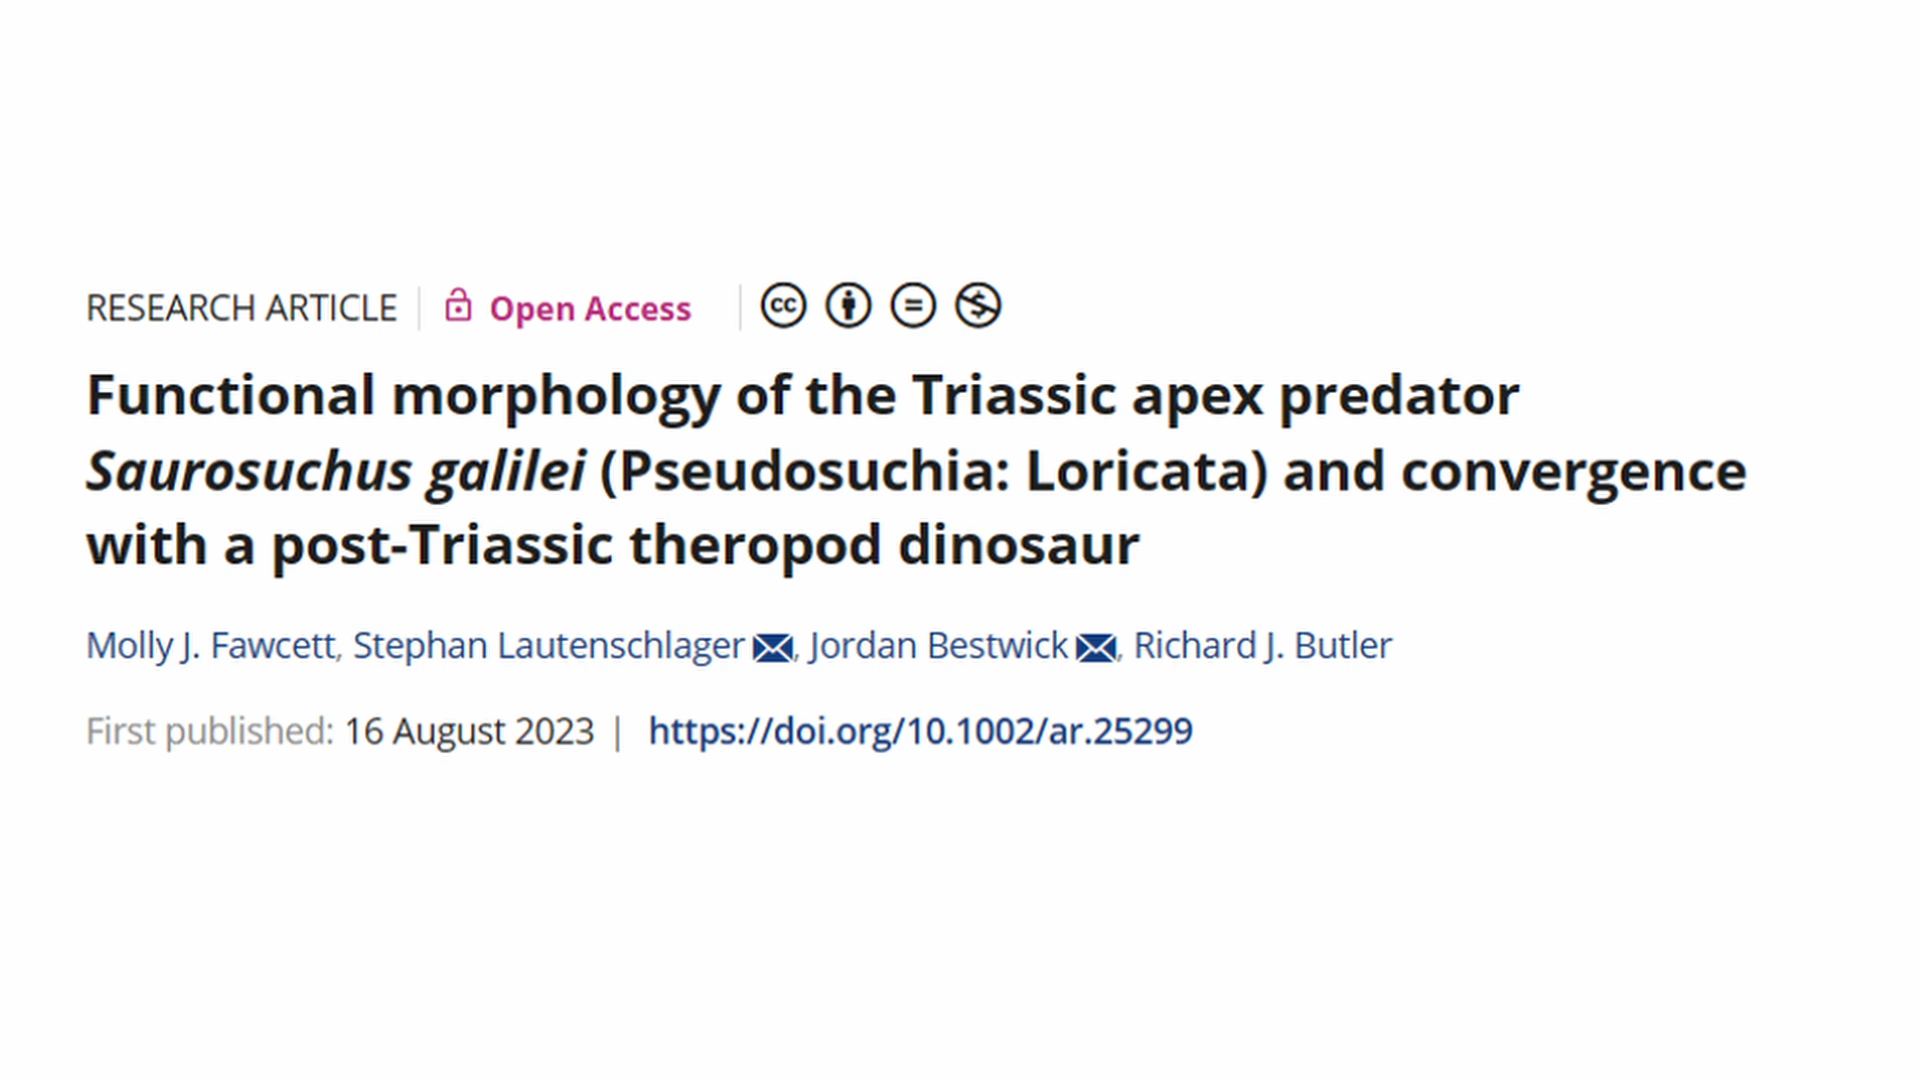 RESEARCH ARTICLE Open Access cc
Functional morphology of the Triassic apex predator
Saurosuchus galilei (Pseudosuchia: Loricata) and convergence
with a post-Triassic theropod dinosaur
Molly J. Fawcett, Stephan Lautenschlager, Jordan Bestwick, Richard J. Butler
First published: 16 August 2023 | https://doi.org/10.1002/ar.25299